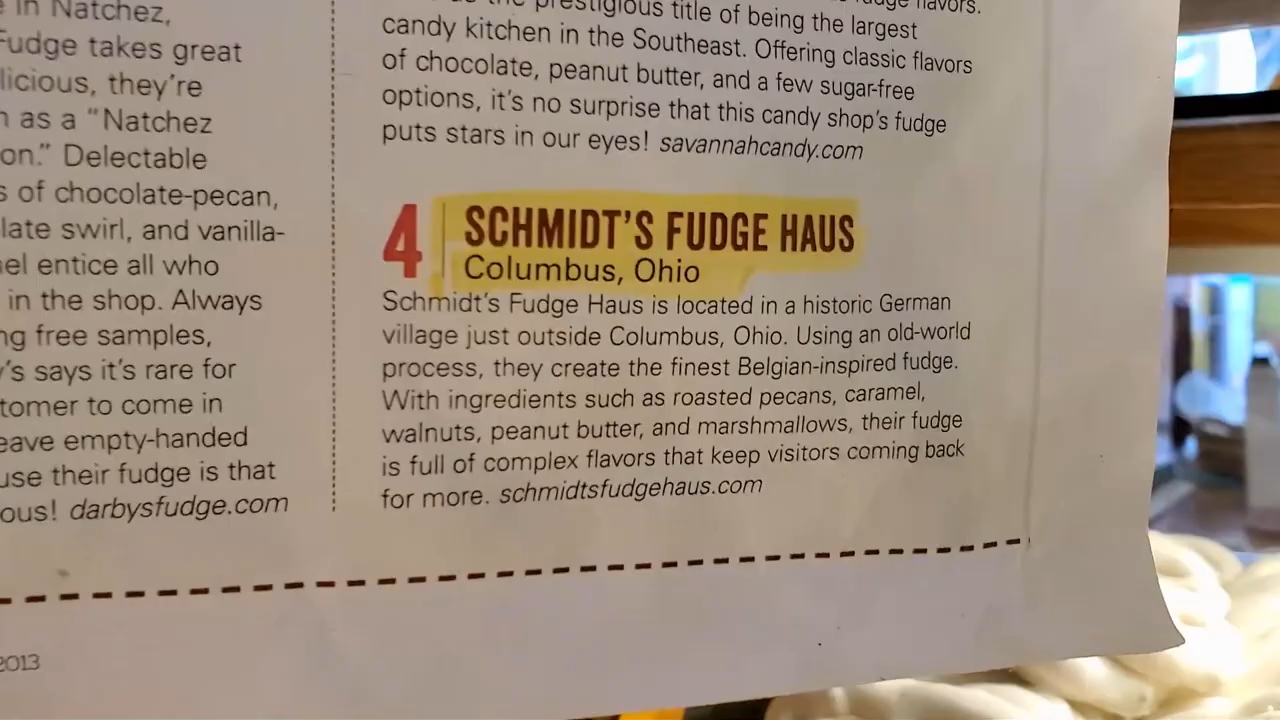 in Natchez,
Fudge takes great
licious, they're
as a "Natchez
on." Delectable
s of chocolate-pecan,
late swirl, and vanilla-
el entice all who
in the shop. Always
ng free samples,
's says it's rare for
tomer to come in
eave empty-handed
use their fudge is that
ous! darbysfudge.com
2013
flavors.
the prestigious title of being the largest
candy kitchen in the Southeast. Offering classic flavors
of chocolate, peanut butter, and a few sugar-free
options, it's no surprise that this candy shop's fudge
puts stars in our eyes! savannahcandy.com
4 SCHMIDT'S FUDGE HAUS
Columbus, Ohio
Schmidt's Fudge Haus is located in a historic German
village just outside Columbus, Ohio. Using an old-world
process, they create the finest Belgian-inspired fudge.
With ingredients such as roasted pecans, caramel,
walnuts, peanut butter, and marshmallows, their fudge
is full of complex flavors that keep visitors coming back
for more. schmidtsfudgehaus.com